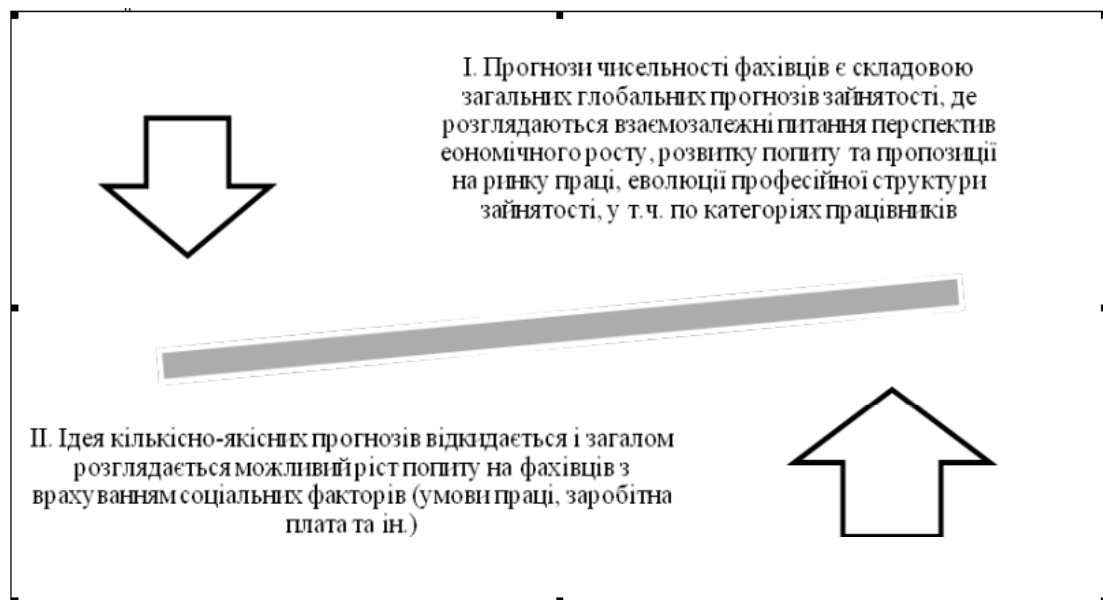 І. Прогнози чисельності фахівців є складовою
загальних глобальних прогнозів зайнятості, де
розглядаються взаємозалежні питання перспектив
еономічного росту, розвитку попиту та пропозиції
на ринку праці, еволюції професійної структури
зайнятості, у т.ч. по категоріях працівників
ІІ. Ідея кількісно-якісних прогнозів відкидається і загалом
розглядається можливий ріст попиту на фахівців з
врахуванням соціальних факторів (умови праці, заробітна
плата та ін.)